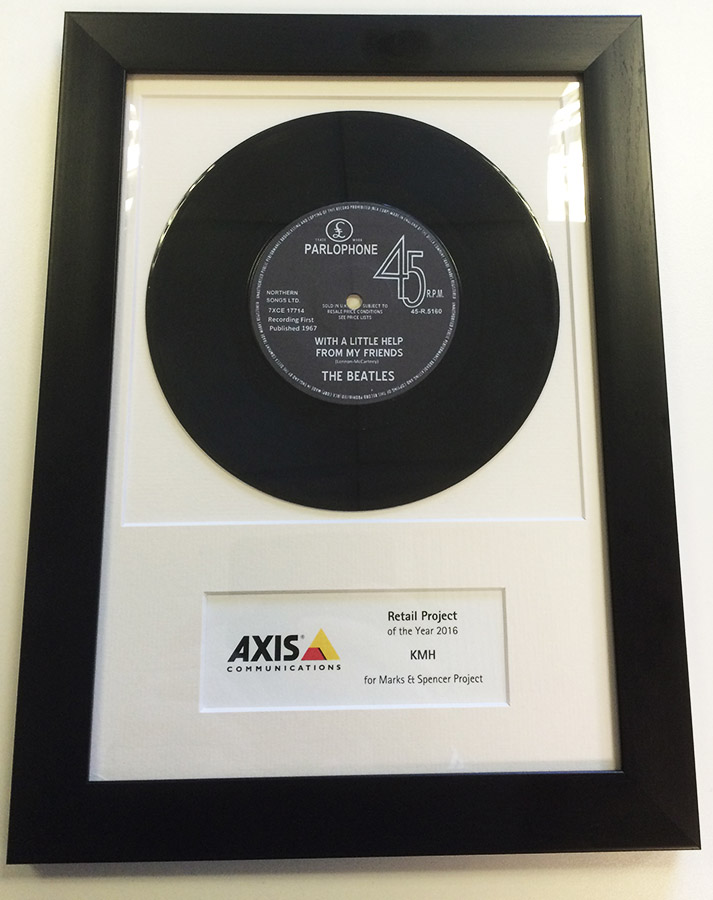 TRADE MARK
PARLOPHONE
45
R.P.M.
NORTHERN
SONGS LTD.
7XCE 17714
Recording First
Published 1967
SOLD IN U.K. SUBJECT TO
RESALE PRICE CONDITIONS
SEE PRICE LISTS
45-R.5160
WITH A LITTLE HELP
FROM MY FRIENDS
(Lennon-McCartney)
THE BEATLES
AXIS
COMMUNICATIONS
Retail Project
of the Year 2016
KMH
for Marks & Spencer Project